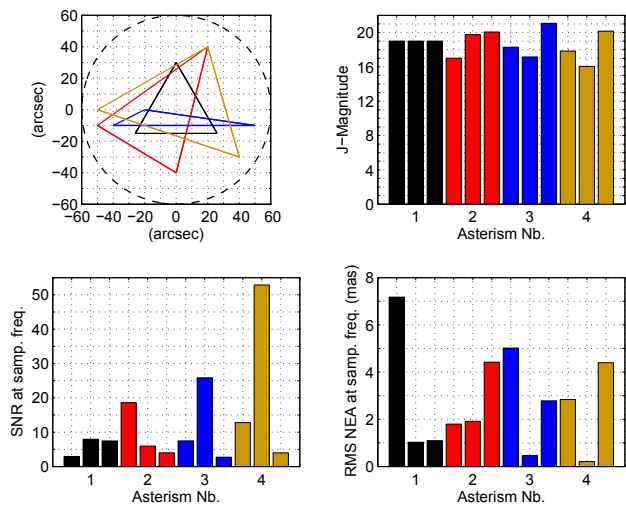 60
40
20
0
−20
−40
−60
(arcsec)
−60 −40 −20 0 20 40 60
(arcsec)
20
16
12
8
4
0
J−Magnitude
1 2 3 4
Asterism Nb.
50
40
30
20
10
0
SNR at samp. freq.
1 2 3 4
Asterism Nb.
8
6
4
2
0
RMS NEA at samp. freq. (mas)
1 2 3 4
Asterism Nb.